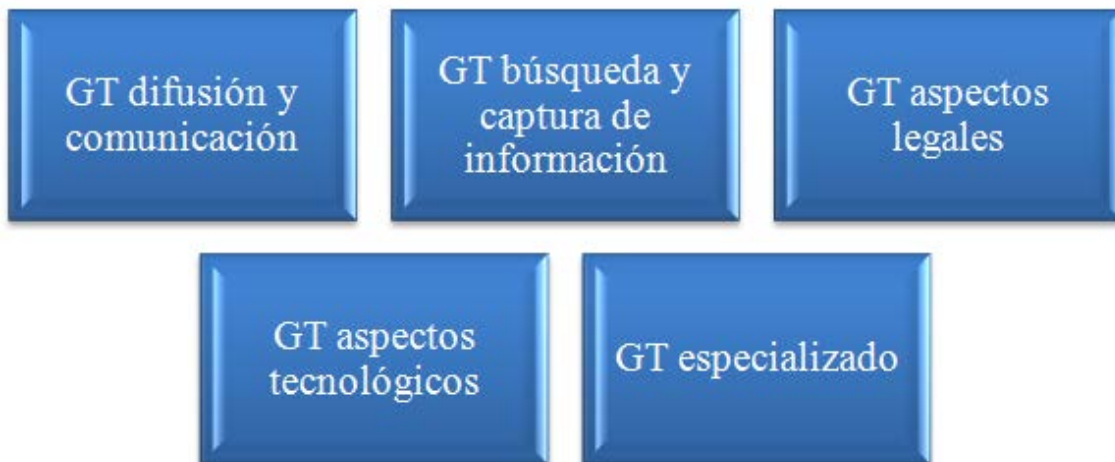 GT difusión y
comunicación
GT búsqueda y
captura de
información
GT aspectos
legales
GT aspectos
tecnológicos
GT especializado